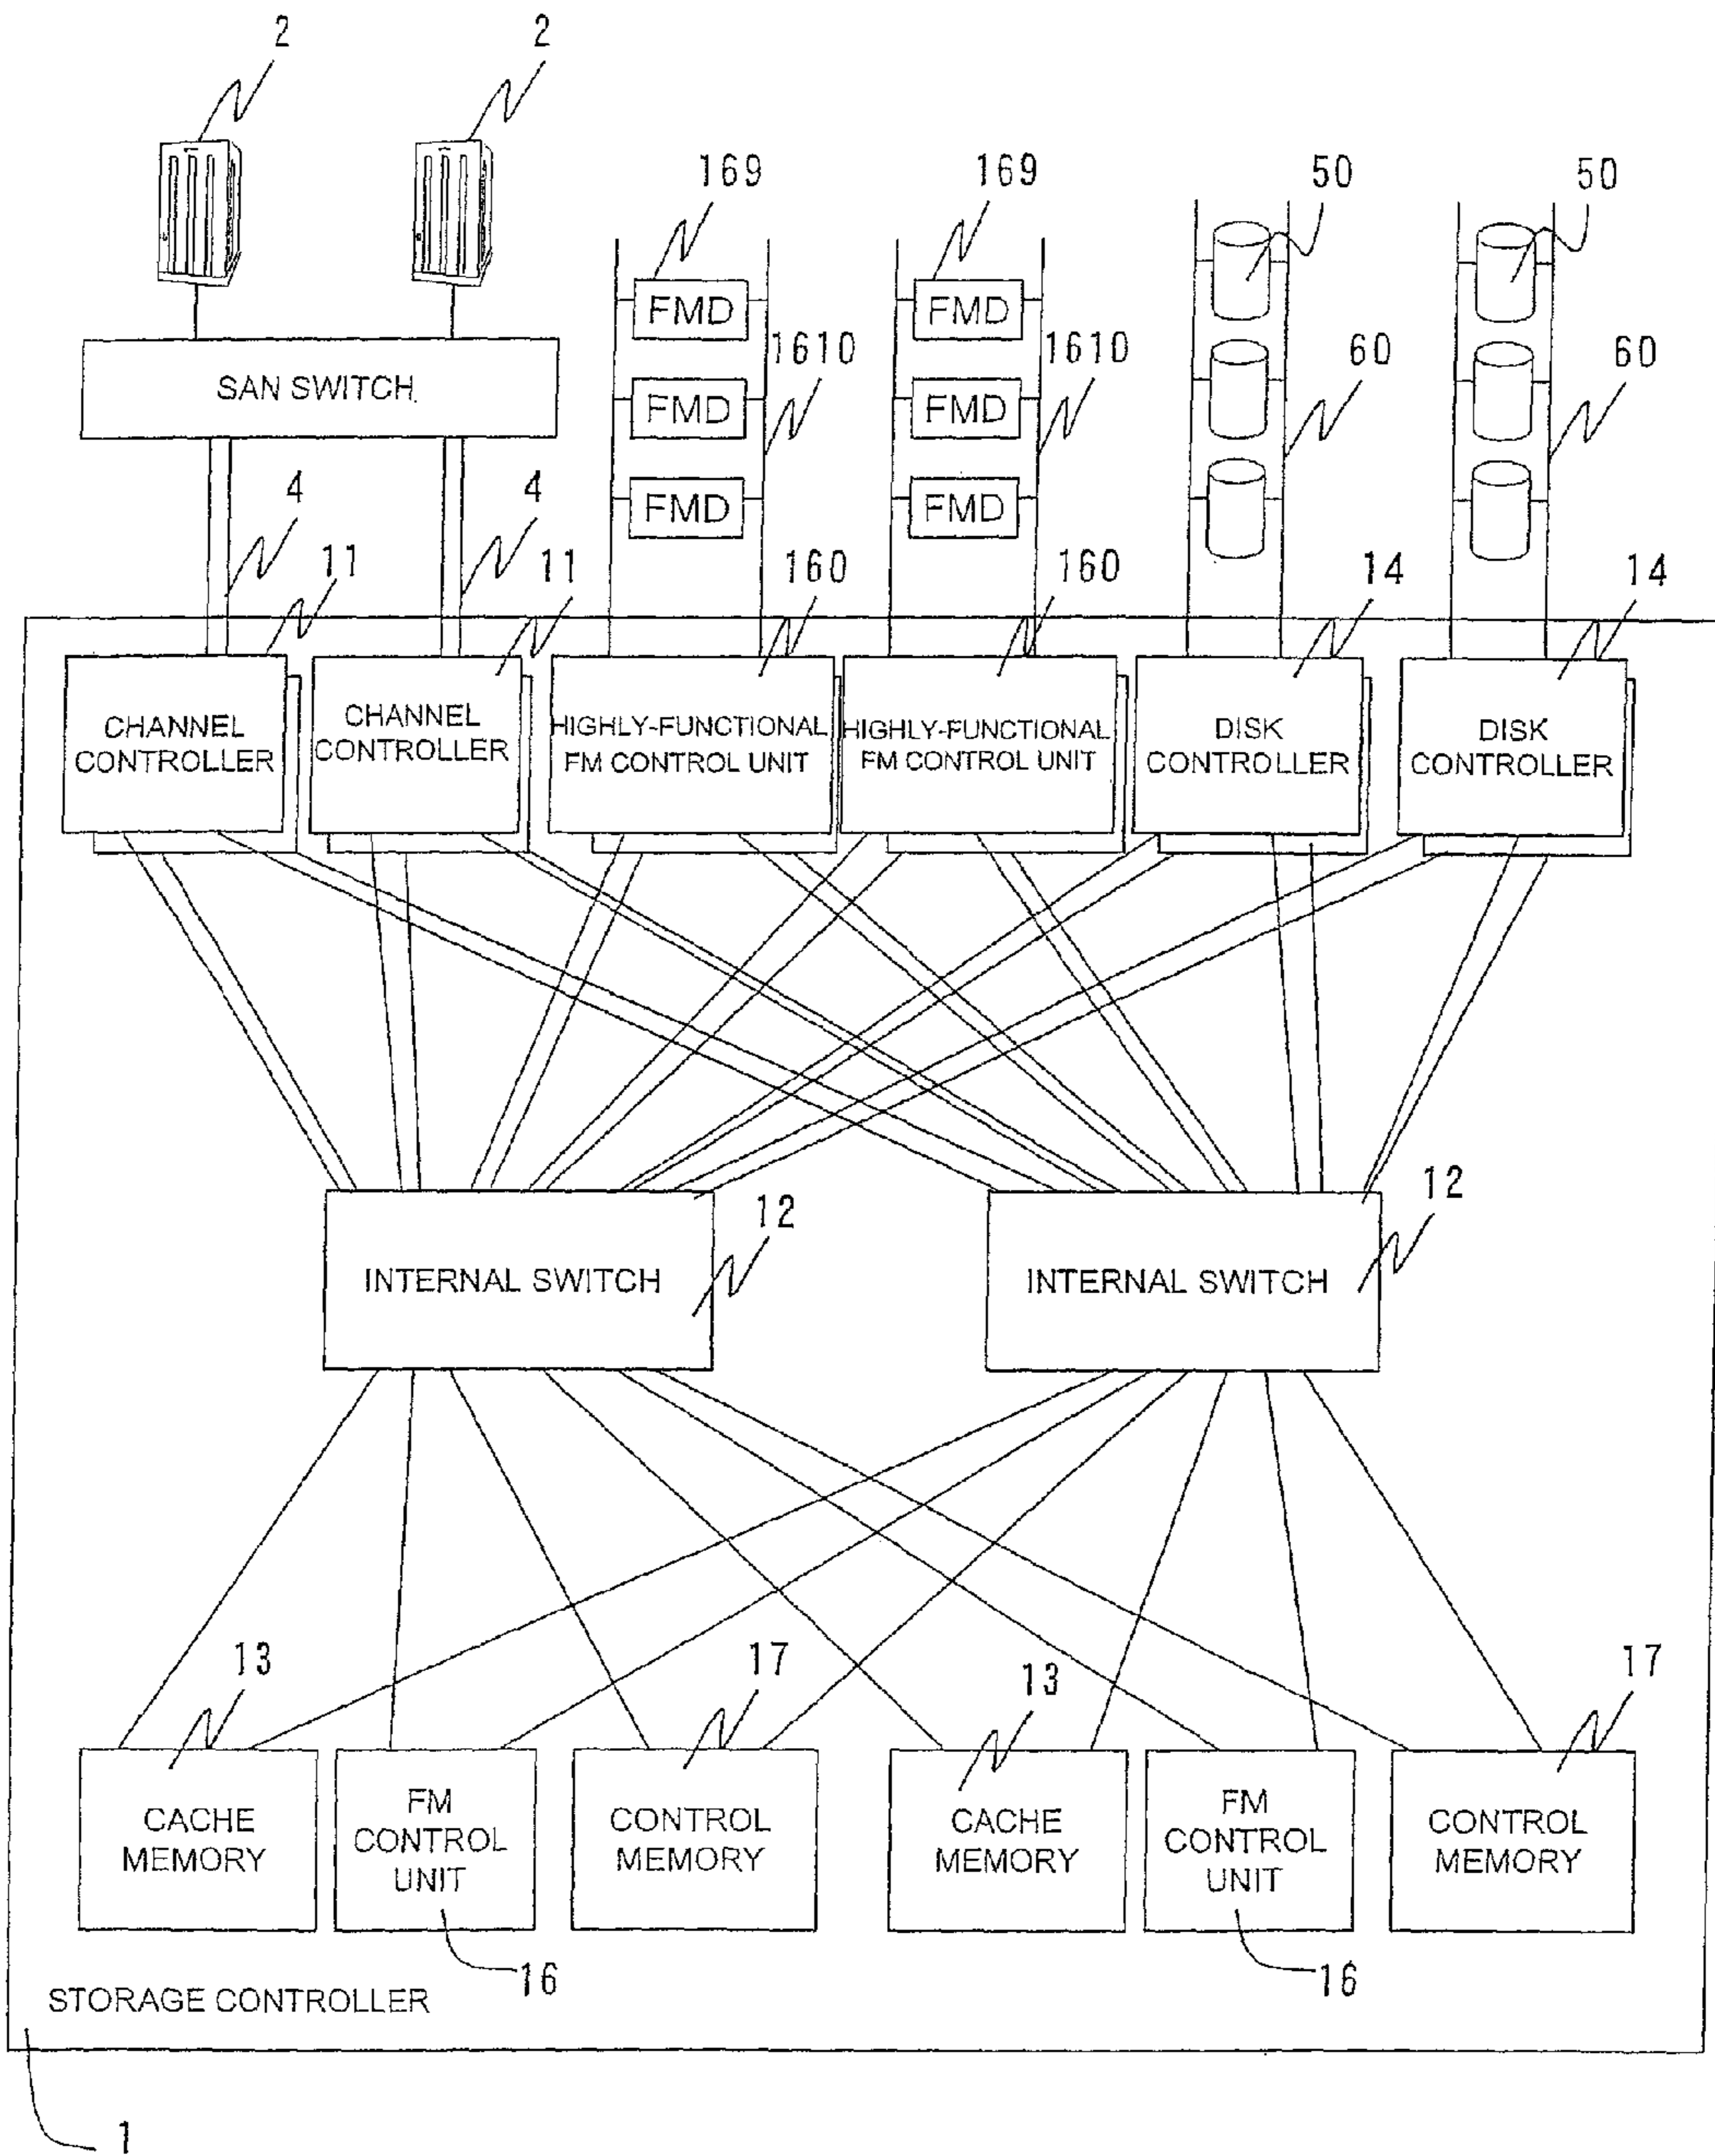 2
2
169
169
50
50
FMD
FMD
SAN SWITCH
1610
1610
60
60
FMD
FMD
4
4
FMD
FMD
11
11
160
160
14
14
CHANNEL
CONTROLLER
CHANNEL
CONTROLLER
HIGHLY-FUNCTIONAL
FM CONTROL UNIT
HIGHLY-FUNCTIONAL
FM CONTROL UNIT
DISK
CONTROLLER
DISK
CONTROLLER
12
12
INTERNAL SWITCH
INTERNAL SWITCH
13
17
13
17
CACHE
MEMORY
FM
CONTROL
UNIT
CONTROL
MEMORY
CACHE
MEMORY
FM
CONTROL
UNIT
CONTROL
MEMORY
16
16
STORAGE CONTROLLER
1